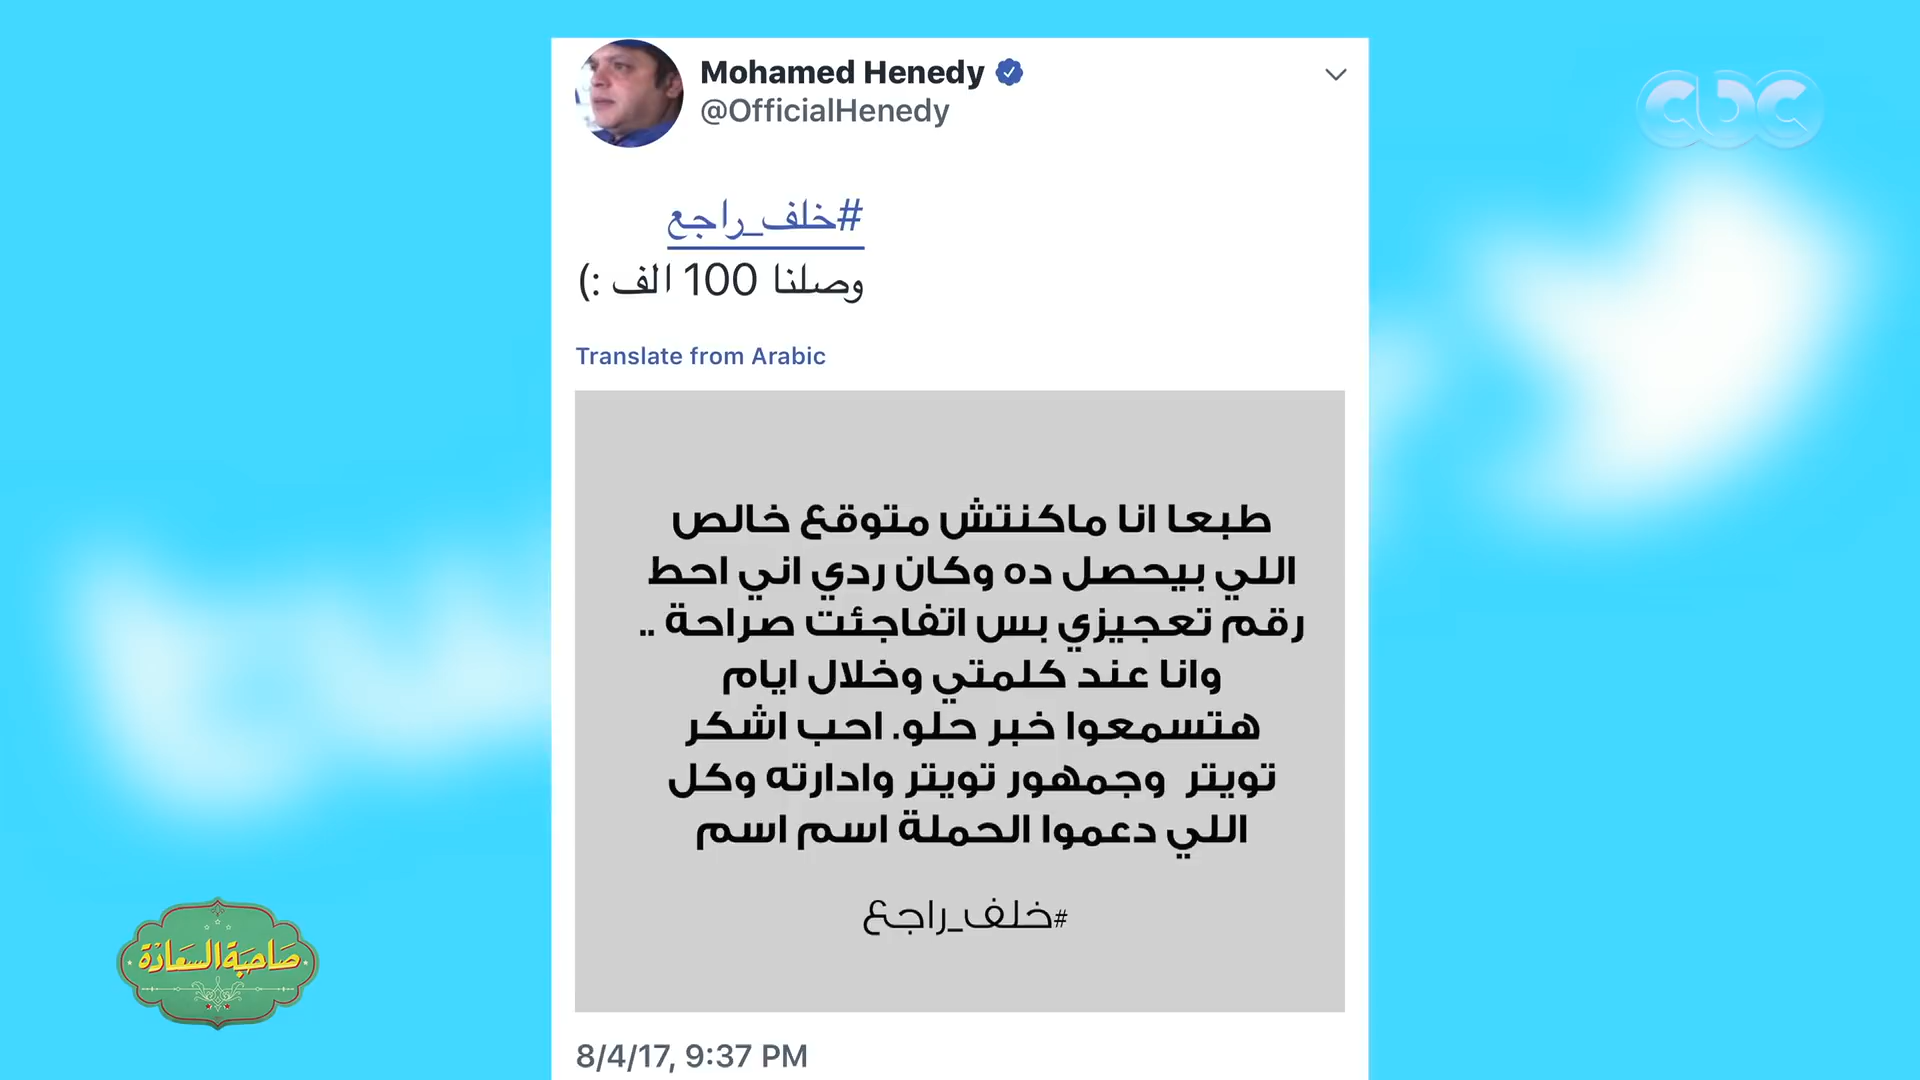 Mohamed Henedy
@OfficialHenedy
cbc
#خلف_راجع
وصلنا 100 الف :)
Translate from Arabic
طبعا انا ماكنتش متوقع خالص
اللي بيحصل ده وكان ردي اني احط
رقم تعجيزي بس اتفاجئت صراحة ..
وانا عند كلمتي وخلال ايام
هتسمعوا خبر حلو. احب اشكر
تويتر وجمهور تويتر وادارته وكل
اللي دعموا الحملة اسم اسم
#خلف_راجع
صاحبة السعادة
8/4/17, 9:37 PM